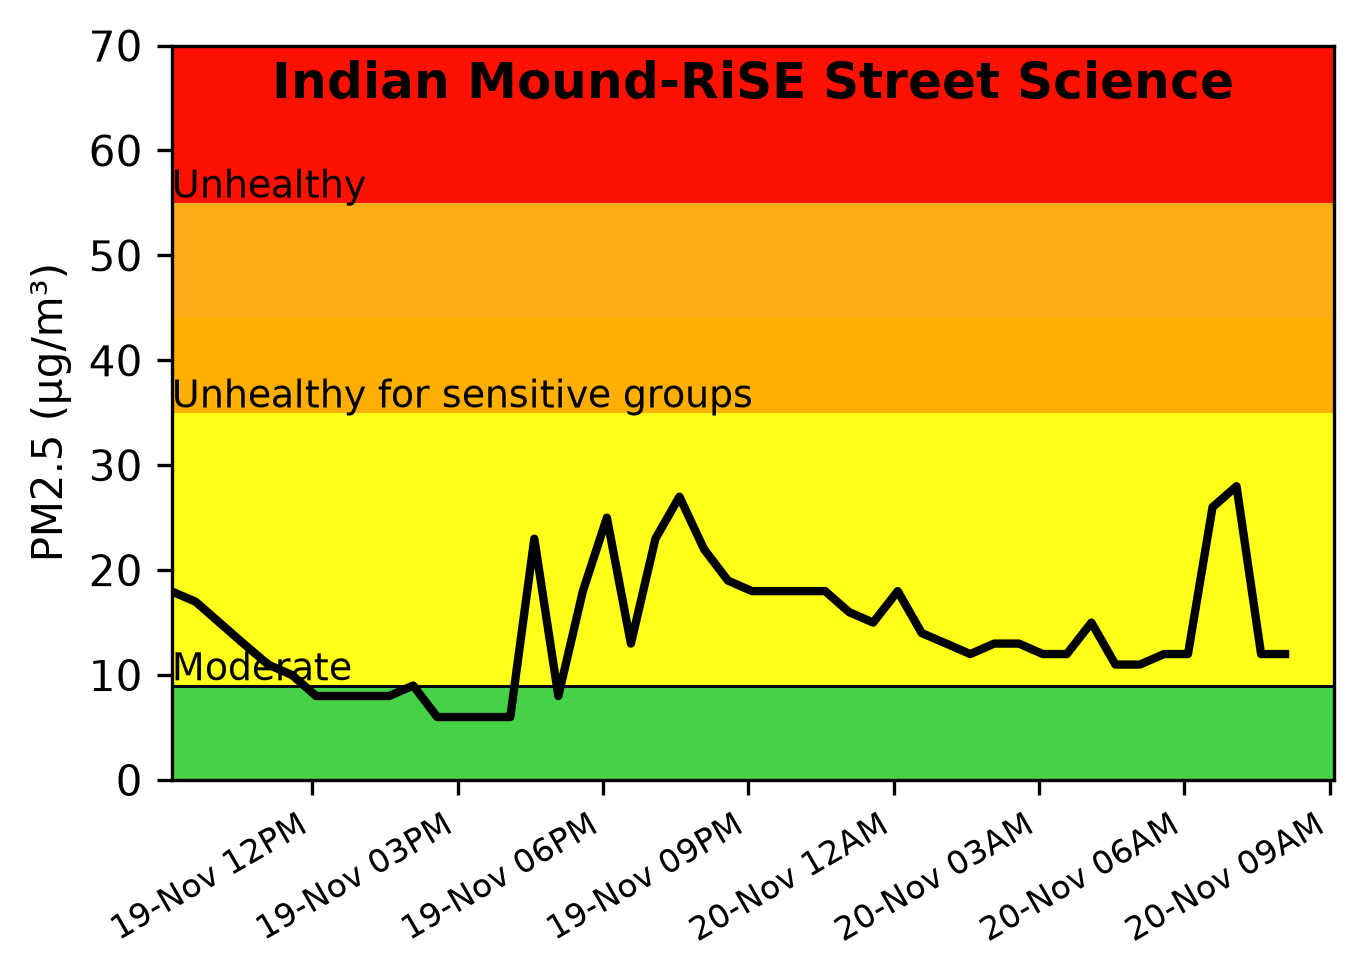 Indian Mound-RiSE Street Science
PM2.5 (µg/m³)
70
60
50
40
30
20
10
0
Unhealthy
Unhealthy for sensitive groups
Moderate
19-Nov 12PM
19-Nov 03PM
19-Nov 06PM
19-Nov 09PM
20-Nov 12AM
20-Nov 03AM
20-Nov 06AM
20-Nov 09AM